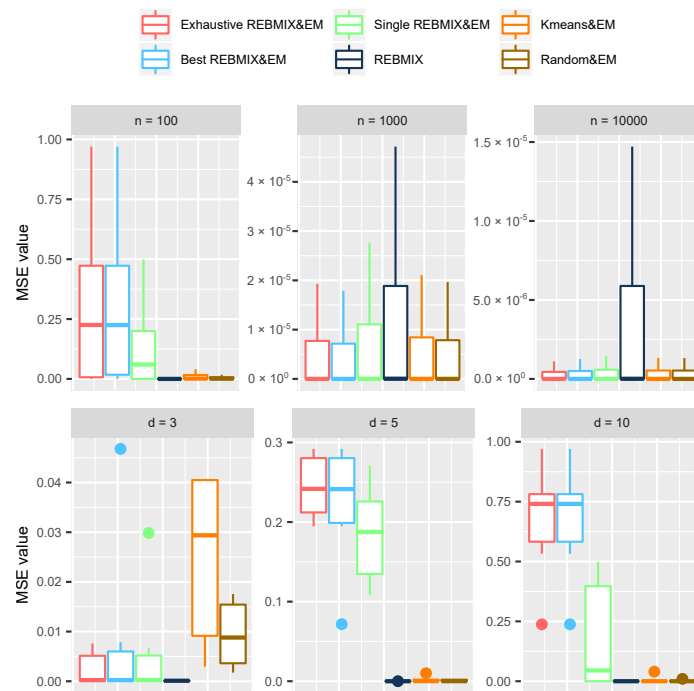 Exhaustive REBMIX&EM Single REBMIX&EM Kmeans&EM
Best REBMIX&EM REBMIX Random&EM
n = 100 n = 1000 n = 10000
MSE value
1.00
0.75
0.50
0.25
0.00
4 × 10⁻⁵
3 × 10⁻⁵
2 × 10⁻⁵
1 × 10⁻⁵
0 × 10⁰
1.5 × 10⁻⁵
1.0 × 10⁻⁵
5.0 × 10⁻⁶
0.0 × 10⁰
d = 3 d = 5 d = 10
MSE value
0.04
0.03
0.02
0.01
0.00
0.3
0.2
0.1
0.0
1.00
0.75
0.50
0.25
0.00